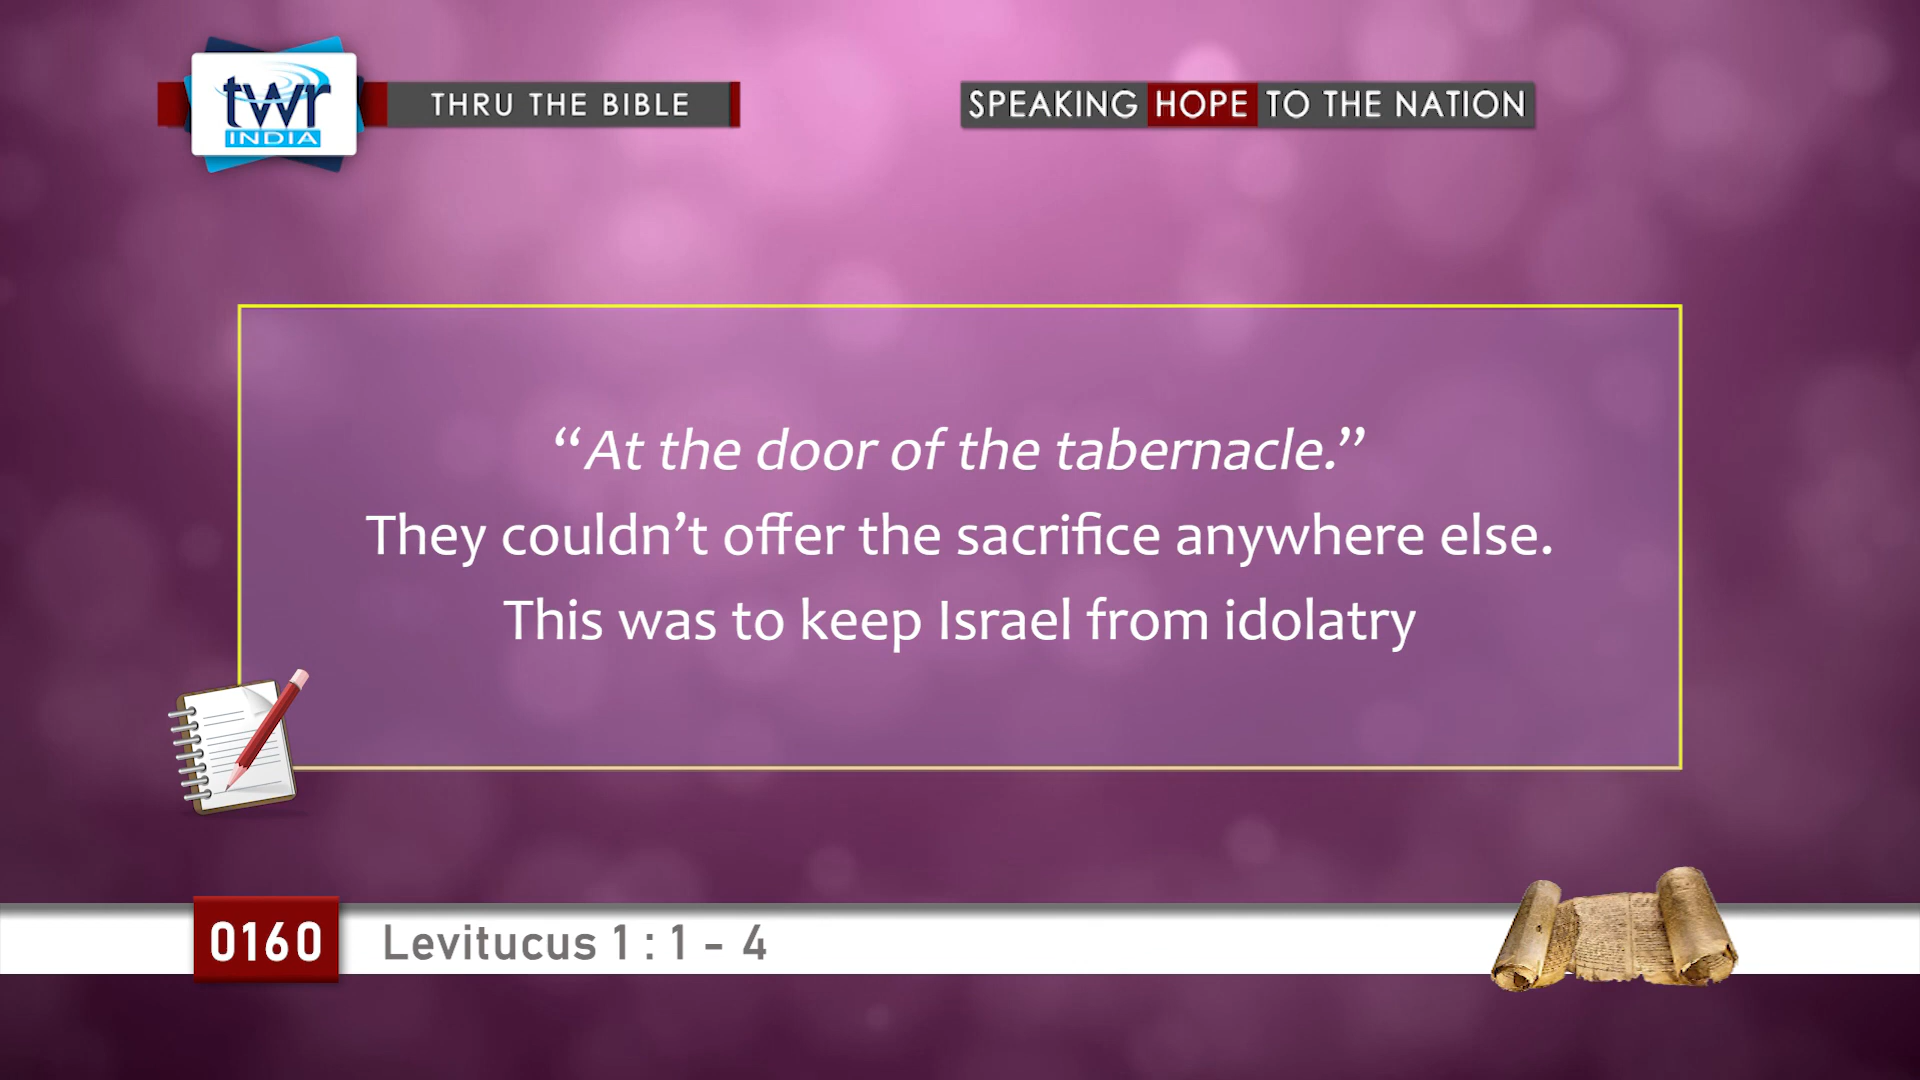 twr
INDIA
THRU THE BIBLE
SPEAKING HOPE TO THE NATION
“At the door of the tabernacle.”
They couldn’t offer the sacrifice anywhere else.
This was to keep Israel from idolatry
0160
Levitucus 1 : 1 - 4